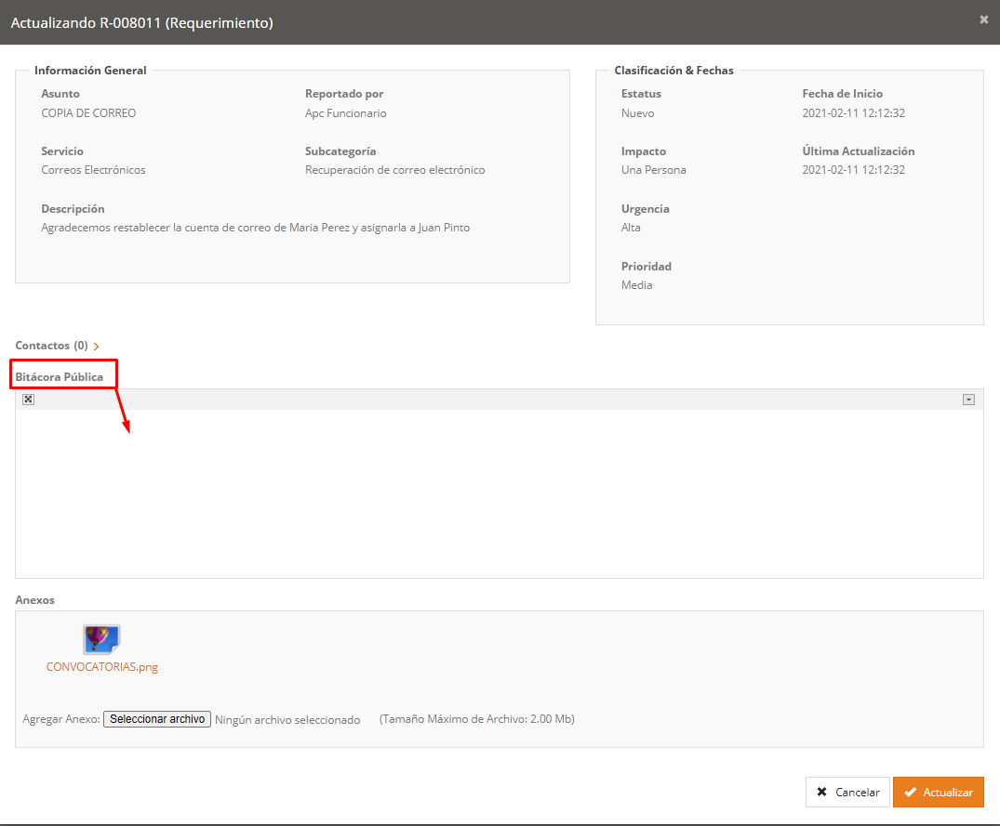 Actualizando R-008011 (Requerimiento)
Información General
Asunto
COPIA DE CORREO
Reportado por
Apc Funcionario
Servicio
Correos Electrónicos
Subcategoría
Recuperación de correo electrónico
Descripción
Agradecemos restablecer la cuenta de correo de Maria Perez y asignarla a Juan Pinto
Clasificación & Fechas
Estatus
Nuevo
Fecha de Inicio
2021-02-11 12:12:32
Impacto
Una Persona
Última Actualización
2021-02-11 12:12:32
Urgencia
Alta
Prioridad
Media
Contactos (0)
Bitácora Pública
Anexos
CONVOCATORIAS.png
Agregar Anexo: Seleccionar archivo Ningún archivo seleccionado (Tamaño Máximo de Archivo: 2.00 Mb)
Cancelar
Actualizar